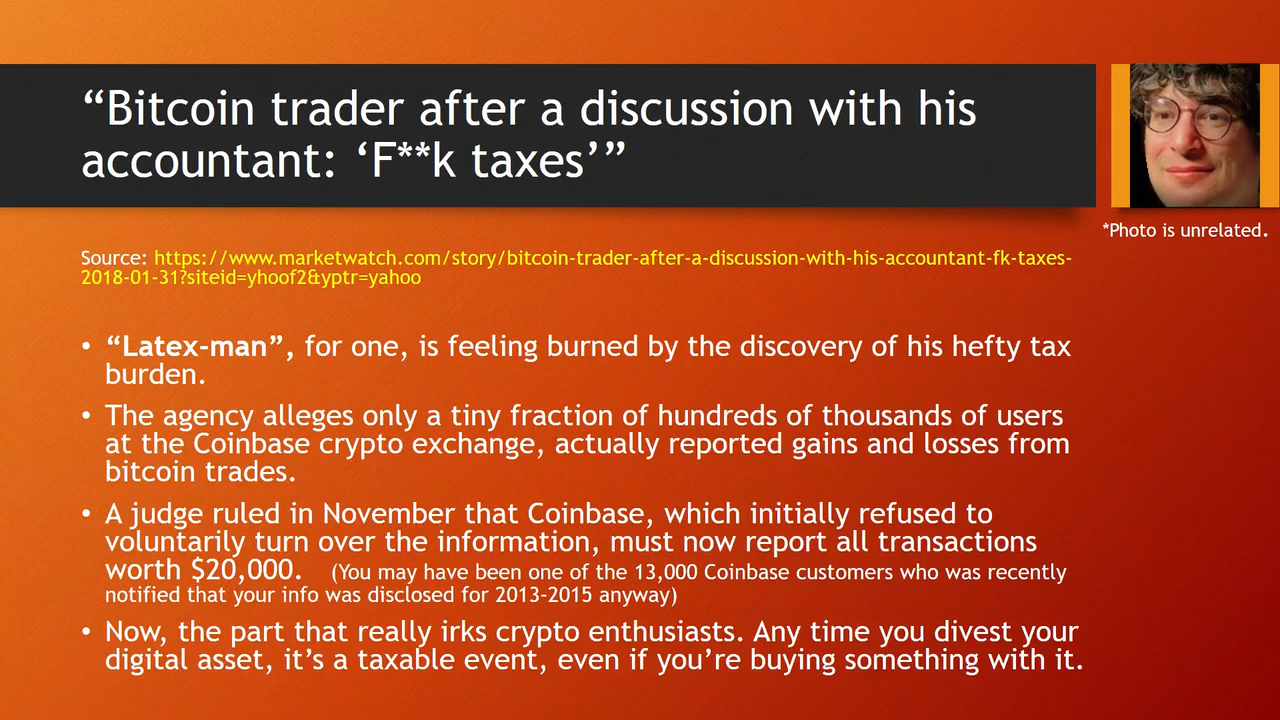 “Bitcoin trader after a discussion with his
accountant: ‘F**k taxes’”
*Photo is unrelated.
Source: https://www.marketwatch.com/story/bitcoin-trader-after-a-discussion-with-his-accountant-fk-taxes-
2018-01-31?siteid=yhoof2&yptr=yahoo
• “Latex-man”, for one, is feeling burned by the discovery of his hefty tax
burden.
• The agency alleges only a tiny fraction of hundreds of thousands of users
at the Coinbase crypto exchange, actually reported gains and losses from
bitcoin trades.
• A judge ruled in November that Coinbase, which initially refused to
voluntarily turn over the information, must now report all transactions
worth $20,000. (You may have been one of the 13,000 Coinbase customers who was recently
notified that your info was disclosed for 2013-2015 anyway)
• Now, the part that really irks crypto enthusiasts. Any time you divest your
digital asset, it’s a taxable event, even if you’re buying something with it.